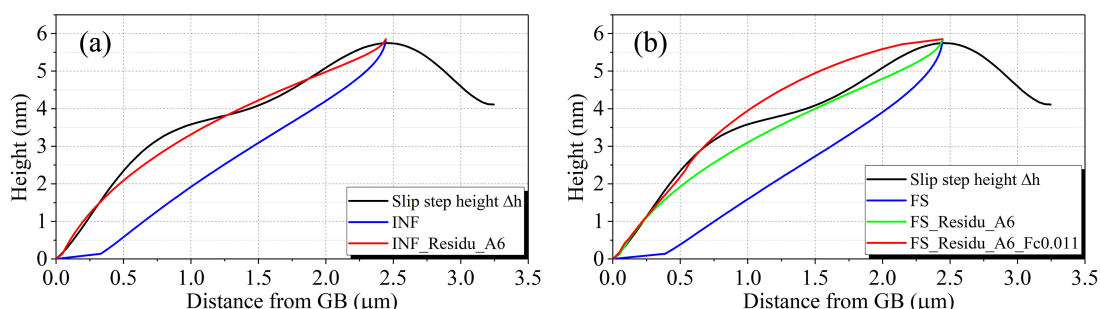 (a)
Height (nm)
6
5
4
3
2
1
0
0.0 0.5 1.0 1.5 2.0 2.5 3.0 3.5
Distance from GB (μm)
Slip step height Δh
INF
INF_Residu_A6
(b)
Height (nm)
6
5
4
3
2
1
0
0.0 0.5 1.0 1.5 2.0 2.5 3.0 3.5
Distance from GB (μm)
Slip step height Δh
FS
FS_Residu_A6
FS_Residu_A6_Fc0.011